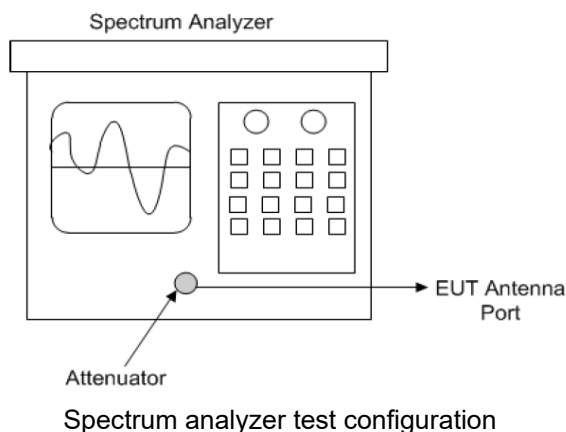 Spectrum Analyzer
EUT Antenna
Port
Attenuator
Spectrum analyzer test configuration